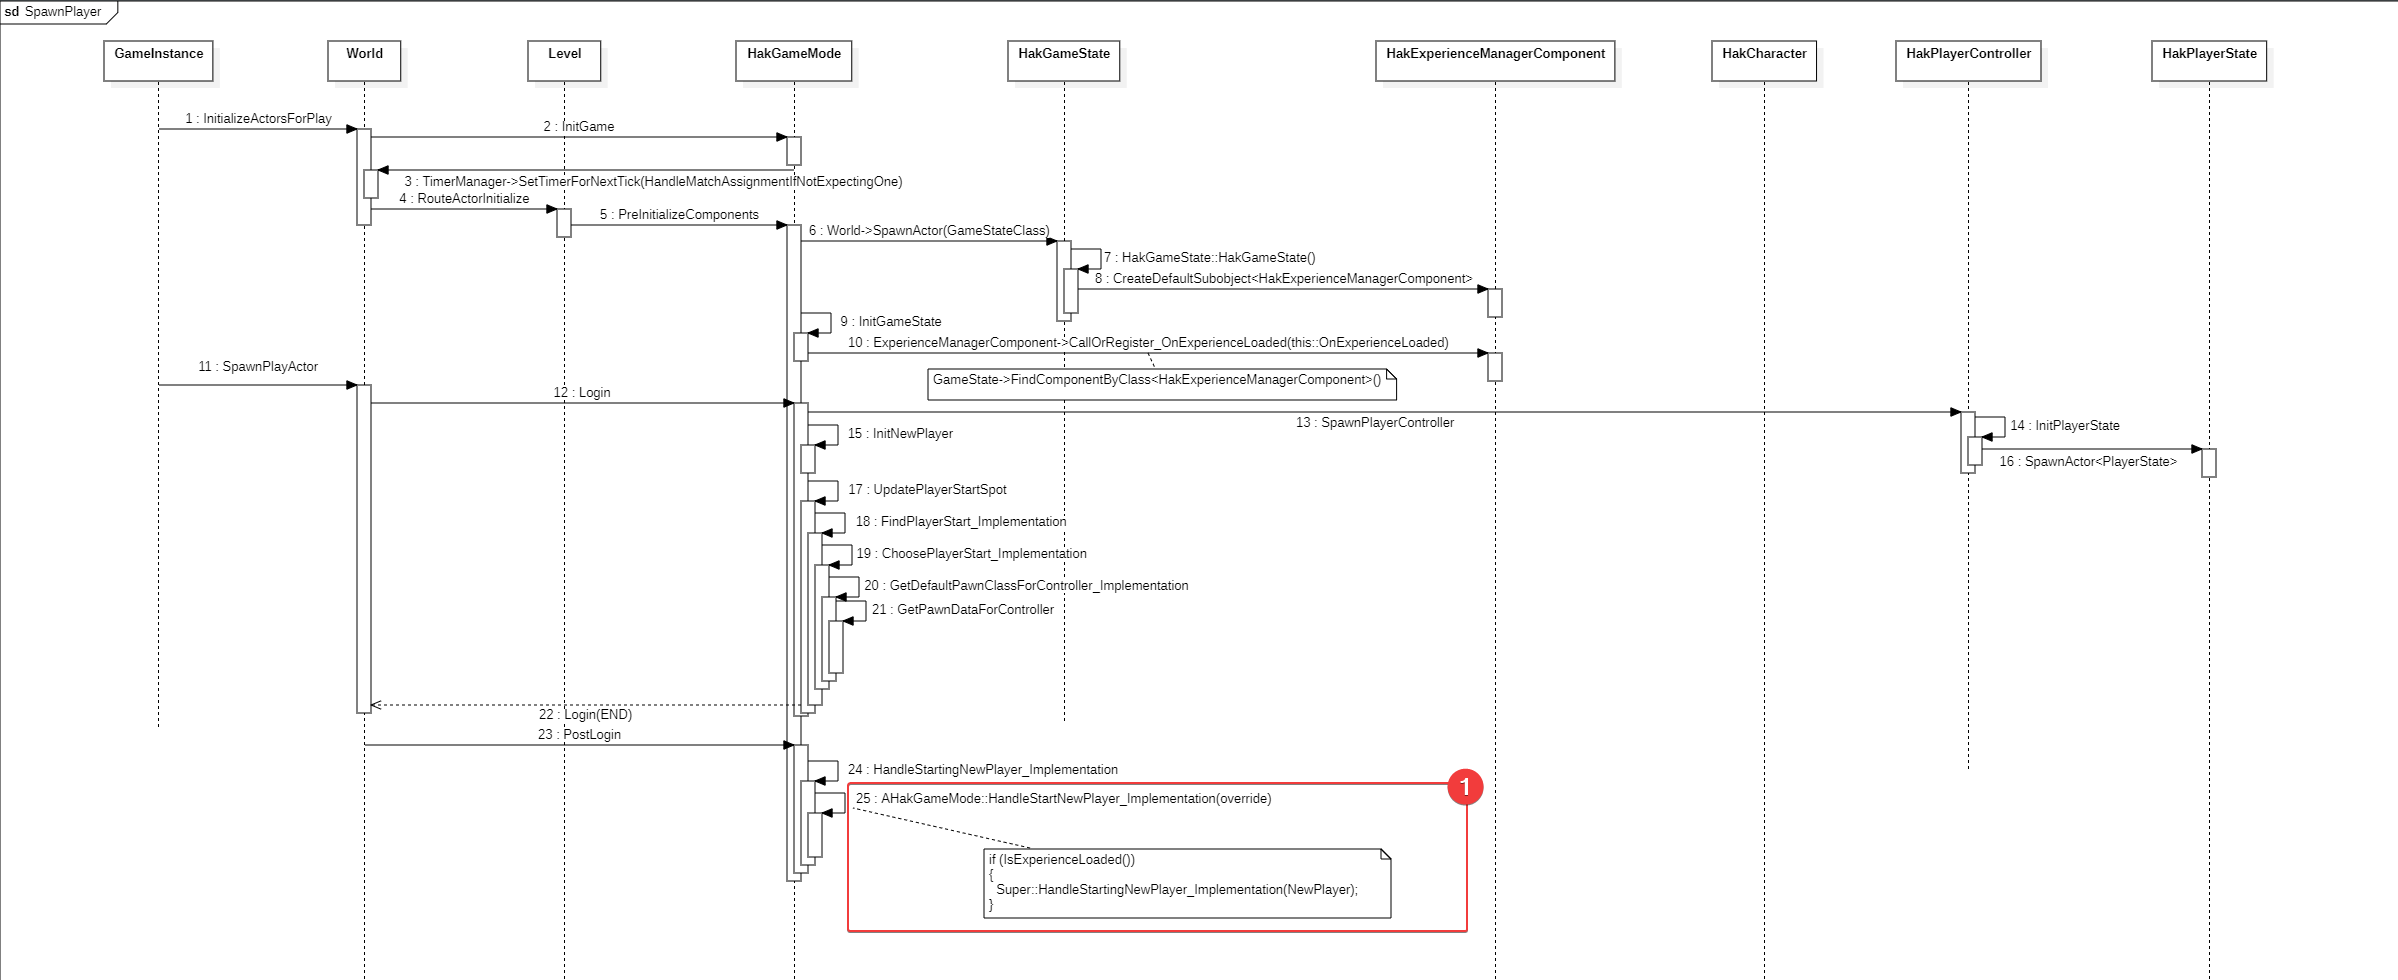 sd SpawnPlayer
GameInstance
World
Level
HakGameMode
HakGameState
HakExperienceManagerComponent
HakCharacter
HakPlayerController
HakPlayerState
1 : InitializeActorsForPlay
2 : InitGame
3 : TimerManager->SetTimerForNextTick(HandleMatchAssignmentIfNotExpectingOne)
4 : RouteActorInitialize
5 : PreInitializeComponents
6 : World->SpawnActor(GameStateClass)
7 : HakGameState::HakGameState()
8 : CreateDefaultSubobject<HakExperienceManagerComponent>
9 : InitGameState
10 : ExperienceManagerComponent->CallOrRegister_OnExperienceLoaded(this::OnExperienceLoaded)
GameState->FindComponentByClass<HakExperienceManagerComponent>()
11 : SpawnPlayActor
12 : Login
13 : SpawnPlayerController
14 : InitPlayerState
15 : InitNewPlayer
16 : SpawnActor<PlayerState>
17 : UpdatePlayerStartSpot
18 : FindPlayerStart_Implementation
19 : ChoosePlayerStart_Implementation
20 : GetDefaultPawnClassForController_Implementation
21 : GetPawnDataForController
22 : Login(END)
23 : PostLogin
24 : HandleStartingNewPlayer_Implementation
1
25 : AHakGameMode::HandleStartNewPlayer_Implementation(override)
if (IsExperienceLoaded())
{
Super::HandleStartingNewPlayer_Implementation(NewPlayer);
}